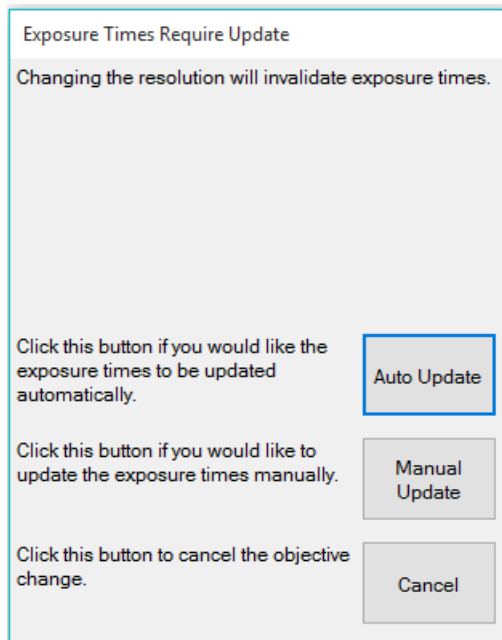 Exposure Times Require Update
Changing the resolution will invalidate exposure times.
Click this button if you would like the
exposure times to be updated
automatically.
Auto Update
Click this button if you would like to
update the exposure times manually.
Manual
Update
Click this button to cancel the objective
change.
Cancel